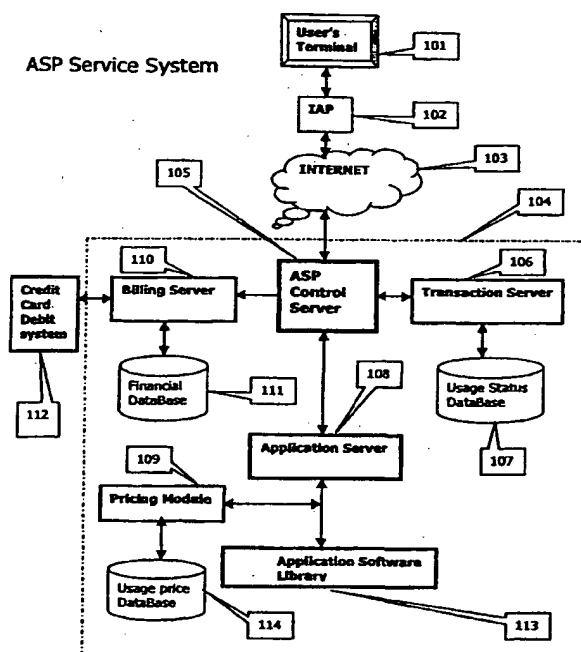 User's
Terminal
101
ASP Service System
IAP
102
INTERNET
103
105
104
110
106
Credit
Card
Debit
system
Billing Server
ASP
Control
Server
Transaction Server
112
Financial
DataBase
111
108
Usage Status
DataBase
107
109
Application Server
Pricing Module
Application Software
Library
Usage price
DataBase
114
113